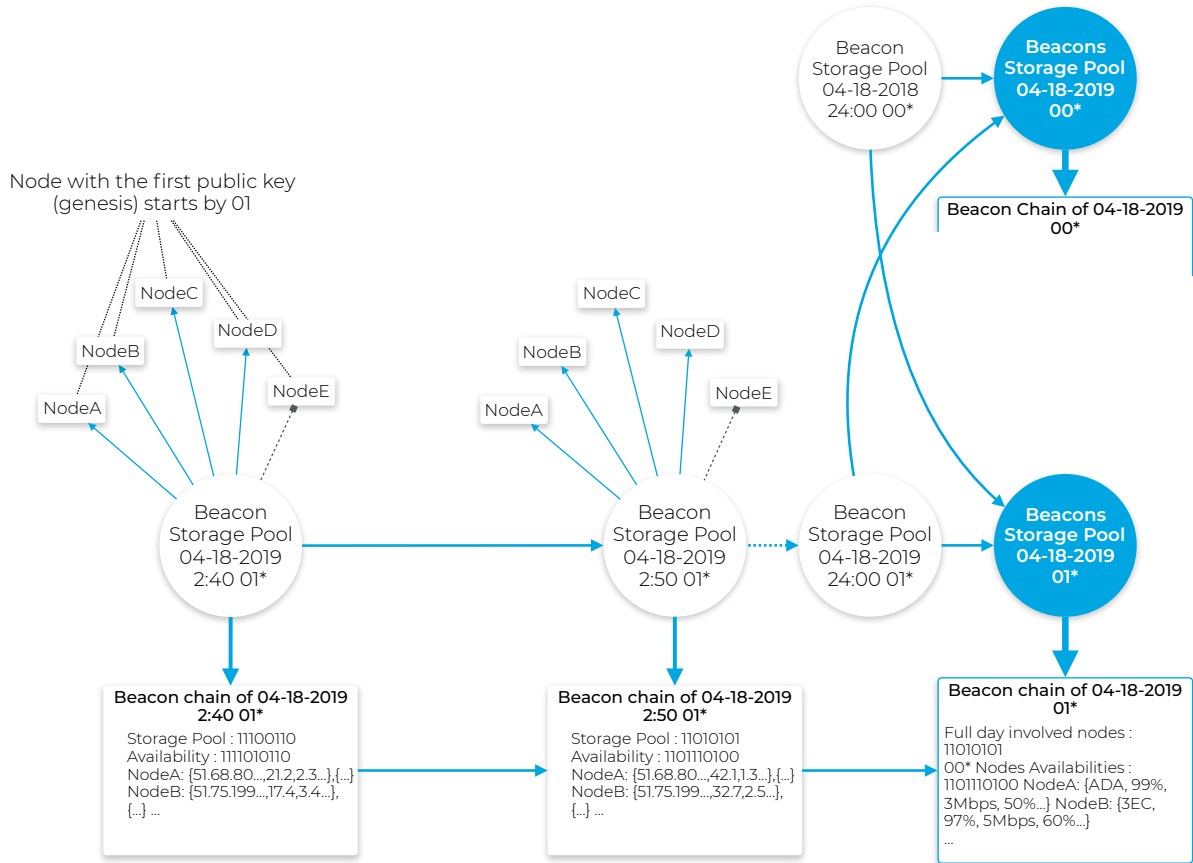 Beacon
Storage Pool
04-18-2018
24:00 00*
Beacons
Storage Pool
04-18-2019
00*
Beacon Chain of 04-18-2019
00*
Node with the first public key
(genesis) starts by 01
NodeC
NodeD
NodeB
NodeE
NodeA
NodeC
NodeD
NodeB
NodeE
NodeA
Beacon
Storage Pool
04-18-2019
2:40 01*
Beacon
Storage Pool
04-18-2019
2:50 01*
Beacon
Storage Pool
04-18-2019
24:00 01*
Beacons
Storage Pool
04-18-2019
01*
Beacon chain of 04-18-2019
2:40 01*
Storage Pool : 11100110
Availability : 1111010110
NodeA: {51.68.80...,21.2,2.3...},{...}
NodeB: {51.75.199...,17.4,3.4...},
{...} ...
Beacon chain of 04-18-2019
2:50 01*
Storage Pool : 11010101
Availability : 1101110100
NodeA: {51.68.80...,42.1,1.3...},{...}
NodeB: {51.75.199...,32.7,2.5...},
{...} ...
Beacon chain of 04-18-2019
01*
Full day involved nodes :
11010101
00* Nodes Availabilities :
1101110100 NodeA: {ADA, 99%,
3Mbps, 50%...} NodeB: {3EC,
97%, 5Mbps, 60%...}
...